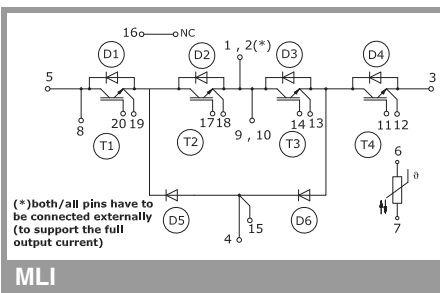 16 NC
D1 D2 1 , 2(*) D3 D4
5 3
8 T1 20 19 T2 17 18 9 , 10 14 13 T3 11 12 T4
6
ϑ
7
(*)both/all pins have to
be connected externally
(to support the full
output current)
D5 D6
4 15
MLI